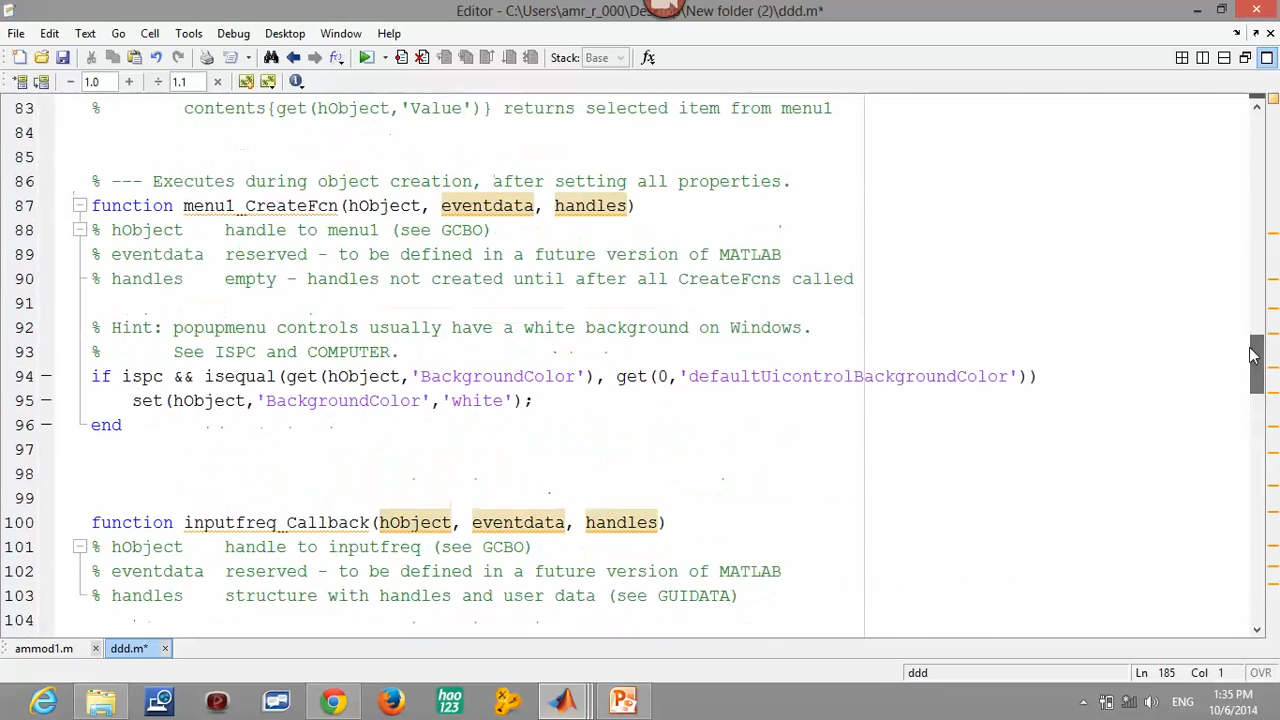 Editor - C:\Users\amr_r_000\Des p\New folder (2)\ddd.m*
File Edit Text Go Cell Tools Debug Desktop Window Help
Stack: Base fx
− 1.0 + ÷ 1.1 ×
83 % contents{get(hObject,'Value')} returns selected item from menu1
84
85
86 % --- Executes during object creation, after setting all properties.
87 function menu1_CreateFcn(hObject, eventdata, handles)
88 % hObject handle to menu1 (see GCBO)
89 % eventdata reserved - to be defined in a future version of MATLAB
90 % handles empty - handles not created until after all CreateFcns called
91
92 % Hint: popupmenu controls usually have a white background on Windows.
93 % See ISPC and COMPUTER.
94 if ispc && isequal(get(hObject,'BackgroundColor'), get(0,'defaultUicontrolBackgroundColor'))
95 set(hObject,'BackgroundColor','white');
96 end
97
98
99
100 function inputfreq_Callback(hObject, eventdata, handles)
101 % hObject handle to inputfreq (see GCBO)
102 % eventdata reserved - to be defined in a future version of MATLAB
103 % handles structure with handles and user data (see GUIDATA)
104
ammod1.m × ddd.m* ×
ddd Ln 185 Col 1 OVR
hao 123 ENG 1:35 PM
10/6/2014